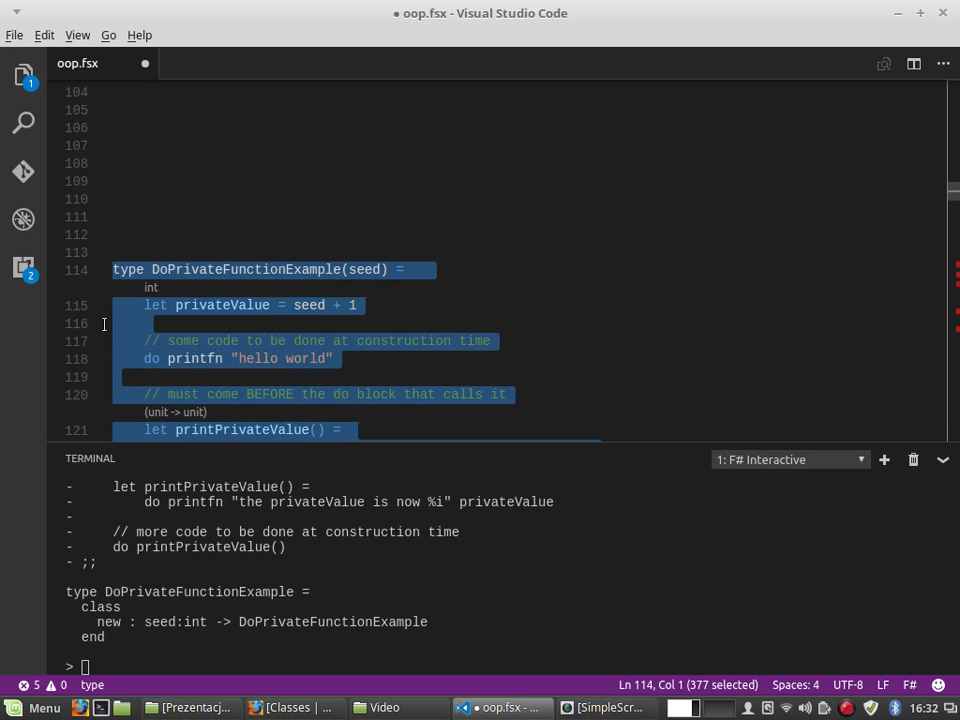 ● oop.fsx - Visual Studio Code
File Edit View Go Help
1
oop.fsx
104
105
106
107
108
109
110
111
112
113
114 type DoPrivateFunctionExample(seed) =
int
115 let privateValue = seed + 1
116
117 // some code to be done at construction time
118 do printfn "hello world"
119
2
120 // must come BEFORE the do block that calls it
(unit -> unit)
121 let printPrivateValue() =
TERMINAL
1: F# Interactive
- let printPrivateValue() =
- do printfn "the privateValue is now %i" privateValue
-
- // more code to be done at construction time
- do printPrivateValue()
- ;;
type DoPrivateFunctionExample =
class
new : seed:int -> DoPrivateFunctionExample
end
>
5 0 type Ln 114, Col 1 (377 selected) Spaces: 4 UTF-8 LF F#
Menu [Prezentacj... [Classes | ... Video ● oop.fsx - ... [SimpleScr... 16:32